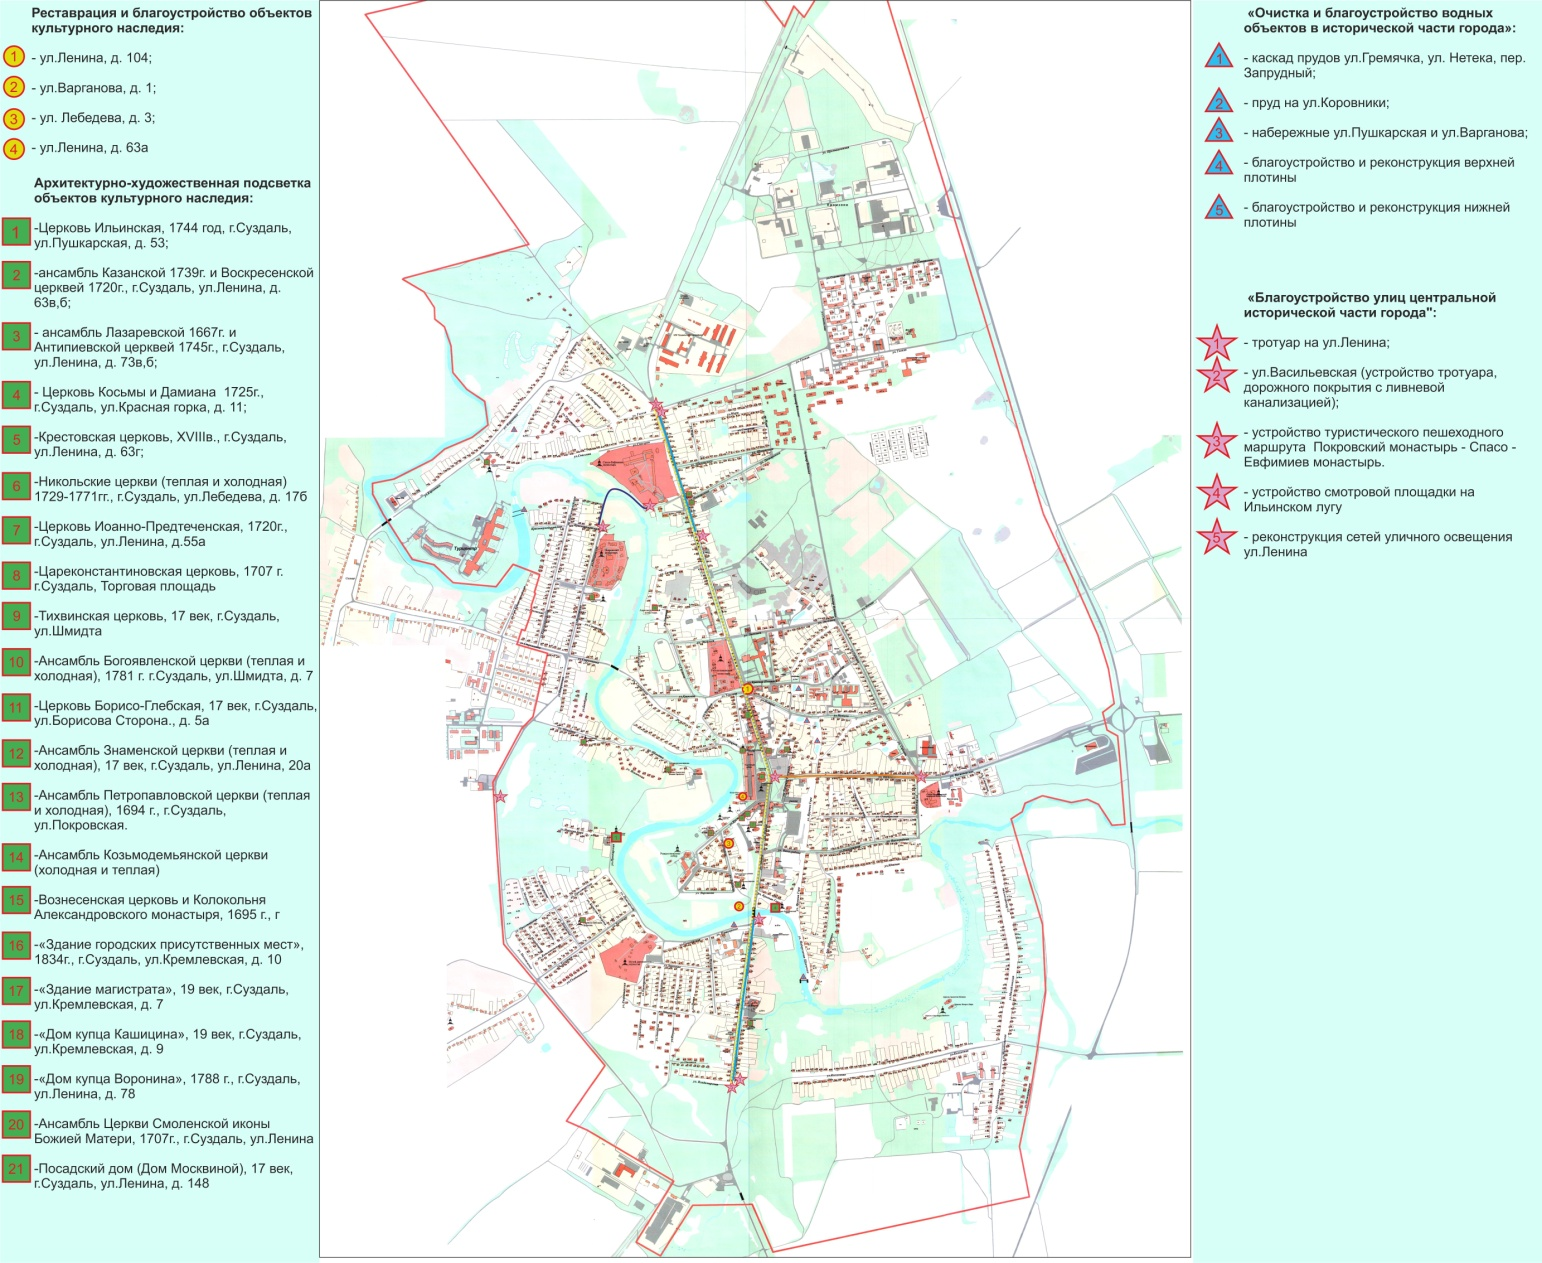 Реставрация и благоустройство объектов
культурного наследия:
1 - ул.Ленина, д. 104;
2 - ул.Варганова, д. 1;
3 - ул. Лебедева, д. 3;
4 - ул.Ленина, д. 63а
Архитектурно-художественная подсветка
объектов культурного наследия:
1 -Церковь Ильинская, 1744 год, г.Суздаль,
ул.Пушкарская, д. 53;
2 -ансамбль Казанской 1739г. и Воскресенской
церквей 1720г., г.Суздаль, ул.Ленина, д.
63в,б;
3 - ансамбль Лазаревской 1667г. и
Антипиевской церквей 1745г., г.Суздаль,
ул.Ленина, д. 73в,б;
4 - Церковь Косьмы и Дамиана 1725г.,
г.Суздаль, ул.Красная горка, д. 11;
5 -Крестовская церковь, XVIIIв., г.Суздаль,
ул.Ленина, д. 63г;
6 -Никольские церкви (теплая и холодная)
1729-1771гг., г.Суздаль, ул.Лебедева, д. 17б
7 -Церковь Иоанно-Предтеченская, 1720г.,
г.Суздаль, ул.Ленина, д.55а
8 -Цареконстантиновская церковь, 1707 г.
г.Суздаль, Торговая площадь
9 -Тихвинская церковь, 17 век, г.Суздаль,
ул.Шмидта
10 -Ансамбль Богоявленской церкви (теплая и
холодная), 1781 г. г.Суздаль, ул.Шмидта, д. 7
11 -Церковь Борисо-Глебская, 17 век, г.Суздаль,
ул.Борисова Сторона., д. 5а
12 -Ансамбль Знаменской церкви (теплая и
холодная), 17 век, г.Суздаль, ул.Ленина, 20а
13 -Ансамбль Петропавловской церкви (теплая
и холодная), 1694 г., г.Суздаль,
ул.Покровская.
14 -Ансамбль Козьмодемьянской церкви
(холодная и теплая)
15 -Вознесенская церковь и Колокольня
Александровского монастыря, 1695 г., г
16 -«Здание городских присутственных мест»,
1834г., г.Суздаль, ул.Кремлевская, д. 10
17 -«Здание магистрата», 19 век, г.Суздаль,
ул.Кремлевская, д. 7
18 -«Дом купца Кашицина», 19 век, г.Суздаль,
ул.Кремлевская, д. 9
19 -«Дом купца Воронина», 1788 г., г.Суздаль,
ул.Ленина, д. 78
20 -Ансамбль Церкви Смоленской иконы
Божией Матери, 1707г., г.Суздаль, ул.Ленина
21 -Посадский дом (Дом Москвиной), 17 век,
г.Суздаль, ул.Ленина, д. 148
«Очистка и благоустройство водных
объектов в исторической части города»:
1 - каскад прудов ул.Гремячка, ул. Нетека, пер.
Запрудный;
2 - пруд на ул.Коровники;
3 - набережные ул.Пушкарская и ул.Варганова;
4 - благоустройство и реконструкция верхней
плотины
5 - благоустройство и реконструкция нижней
плотины
«Благоустройство улиц центральной
исторической части города":
1 - тротуар на ул.Ленина;
2 - ул.Васильевская (устройство тротуара,
дорожного покрытия с ливневой
канализацией);
3 - устройство туристического пешеходного
маршрута Покровский монастырь - Спасо -
Евфимиев монастырь.
4 - устройство смотровой площадки на
Ильинском лугу
5 - реконструкция сетей уличного освещения
ул.Ленина